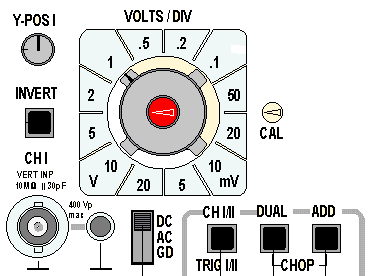 Y-POS I
VOLTS / DIV
.5 .2
1 .1
INVERT
2 50
5 20
CAL
CH I
VERT INP
10MΩ || 30pF
10 10
V 20 5 mV
400 Vp
max
DC
AC
GD
CH I/II DUAL ADD
TRIG I/II CHOP